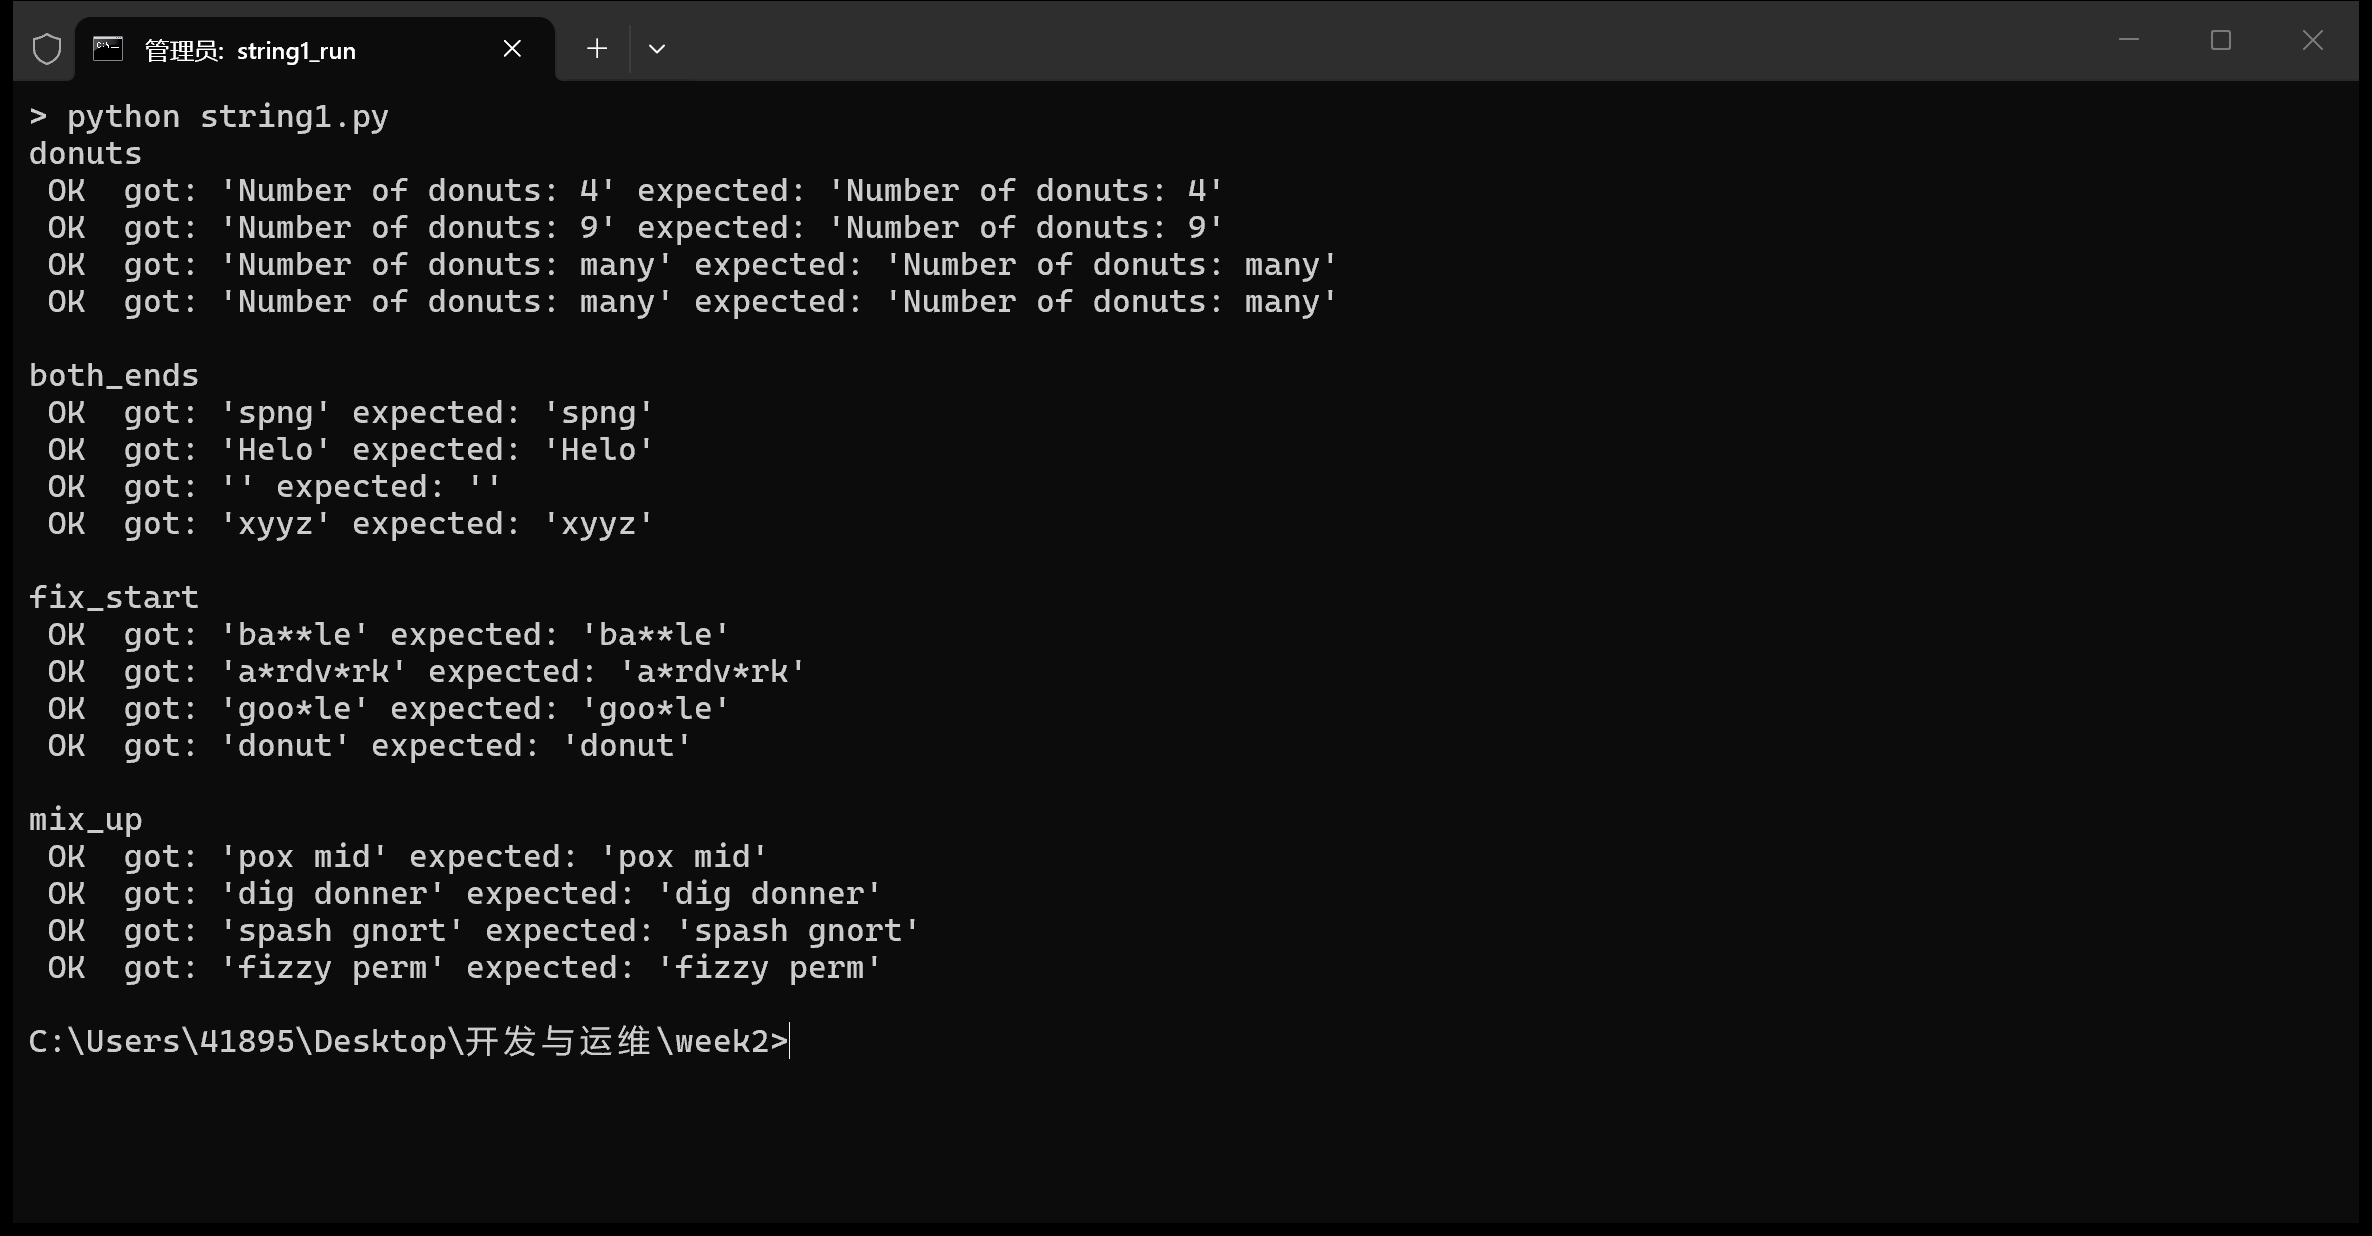 管理员: string1_run
> python string1.py
donuts
 OK  got: 'Number of donuts: 4' expected: 'Number of donuts: 4'
 OK  got: 'Number of donuts: 9' expected: 'Number of donuts: 9'
 OK  got: 'Number of donuts: many' expected: 'Number of donuts: many'
 OK  got: 'Number of donuts: many' expected: 'Number of donuts: many'

both_ends
 OK  got: 'spng' expected: 'spng'
 OK  got: 'Helo' expected: 'Helo'
 OK  got: '' expected: ''
 OK  got: 'xyyz' expected: 'xyyz'

fix_start
 OK  got: 'ba**le' expected: 'ba**le'
 OK  got: 'a*rdv*rk' expected: 'a*rdv*rk'
 OK  got: 'goo*le' expected: 'goo*le'
 OK  got: 'donut' expected: 'donut'

mix_up
 OK  got: 'pox mid' expected: 'pox mid'
 OK  got: 'dig donner' expected: 'dig donner'
 OK  got: 'spash gnort' expected: 'spash gnort'
 OK  got: 'fizzy perm' expected: 'fizzy perm'

C:\Users\41895\Desktop\开发与运维\week2>